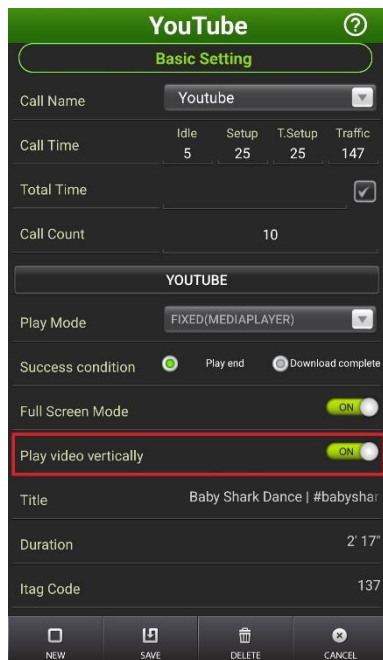 YouTube ?
Basic Setting
Call Name Youtube
Idle Setup T.Setup Traffic
Call Time 5 25 25 147
Total Time
Call Count 10
YOUTUBE
Play Mode FIXED(MEDIAPLAYER)
Success condition Play end Download complete
Full Screen Mode ON
Play video vertically ON
Title Baby Shark Dance | #babyshar
Duration 2' 17"
Itag Code 137
NEW SAVE DELETE CANCEL